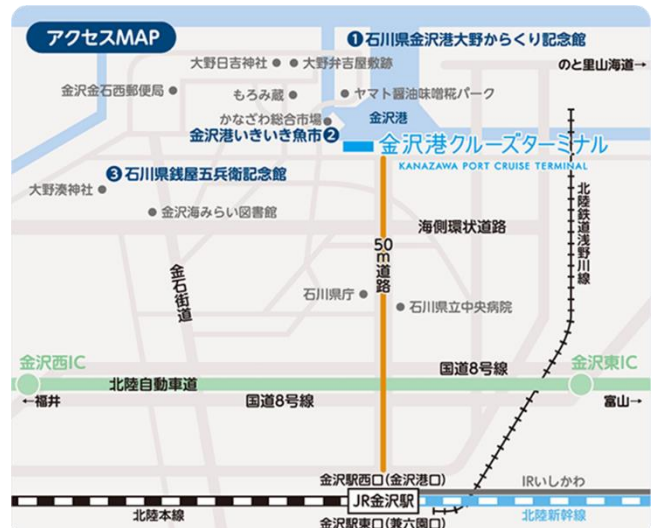 アクセスMAP
❶石川県金沢港大野からくり記念館
大野日吉神社
大野弁吉屋敷跡
のと里山海道→
金沢金石西郵便局
もろみ蔵
ヤマト醤油味噌糀パーク
かなざわ総合市場
金沢港
金沢港いきいき魚市❷
金沢港クルーズターミナル
KANAZAWA PORT CRUISE TERMINAL
❸石川県銭屋五兵衛記念館
大野湊神社
金沢海みらい図書館
海側環状道路
北陸鉄道浅野川線
50m道路
金石街道
石川県庁
石川県立中央病院
金沢西IC
国道8号線
金沢東IC
北陸自動車道
←福井
国道8号線
富山→
金沢駅西口(金沢港口)
IRいしかわ
JR金沢駅
北陸本線
北陸新幹線
金沢駅東口(兼六園口)